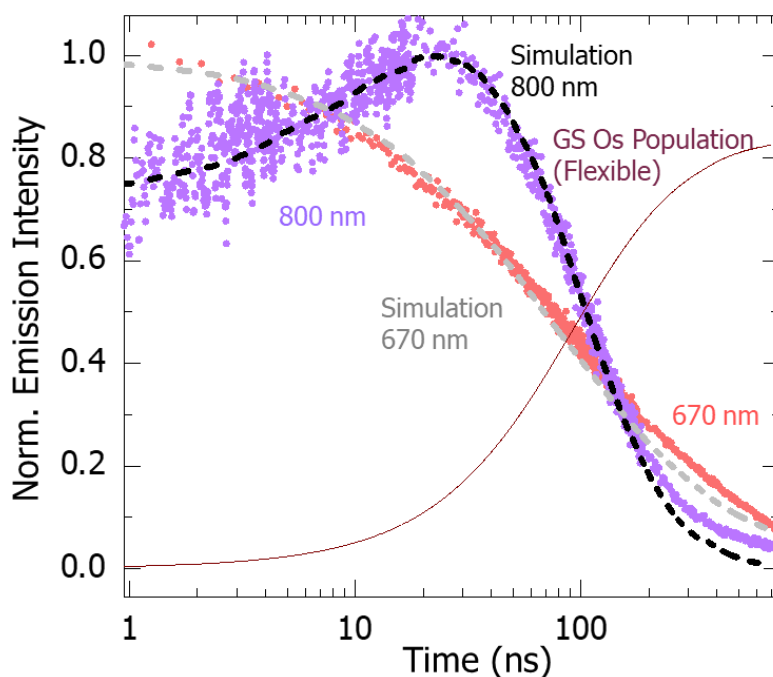 1.0
0.8
0.6
0.4
0.2
0.0
Norm. Emission Intensity
Simulation
800 nm
GS Os Population
(Flexible)
800 nm
Simulation
670 nm
670 nm
1
10
100
Time (ns)